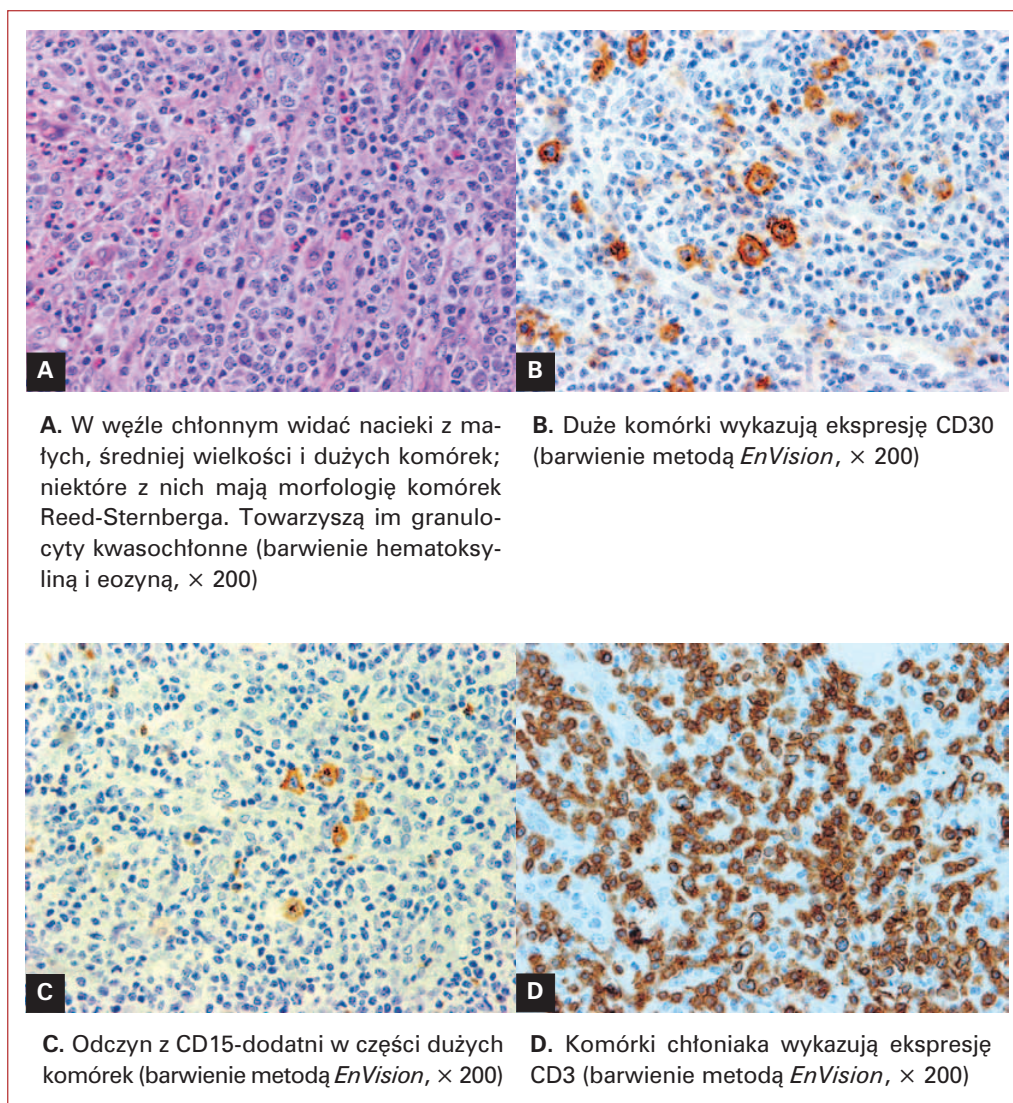 A
B
A. W węźle chłonnym widać nacieki z ma-
łych, średniej wielkości i dużych komórek;
niektóre z nich mają morfologię komórek
Reed-Sternberga. Towarzyszą im granulo-
cyty kwasochłonne (barwienie hematoksy-
liną i eozyną, × 200)
B. Duże komórki wykazują ekspresję CD30
(barwienie metodą EnVision, × 200)
C
D
C. Odczyn z CD15-dodatni w części dużych
komórek (barwienie metodą EnVision, × 200)
D. Komórki chłoniaka wykazują ekspresję
CD3 (barwienie metodą EnVision, × 200)